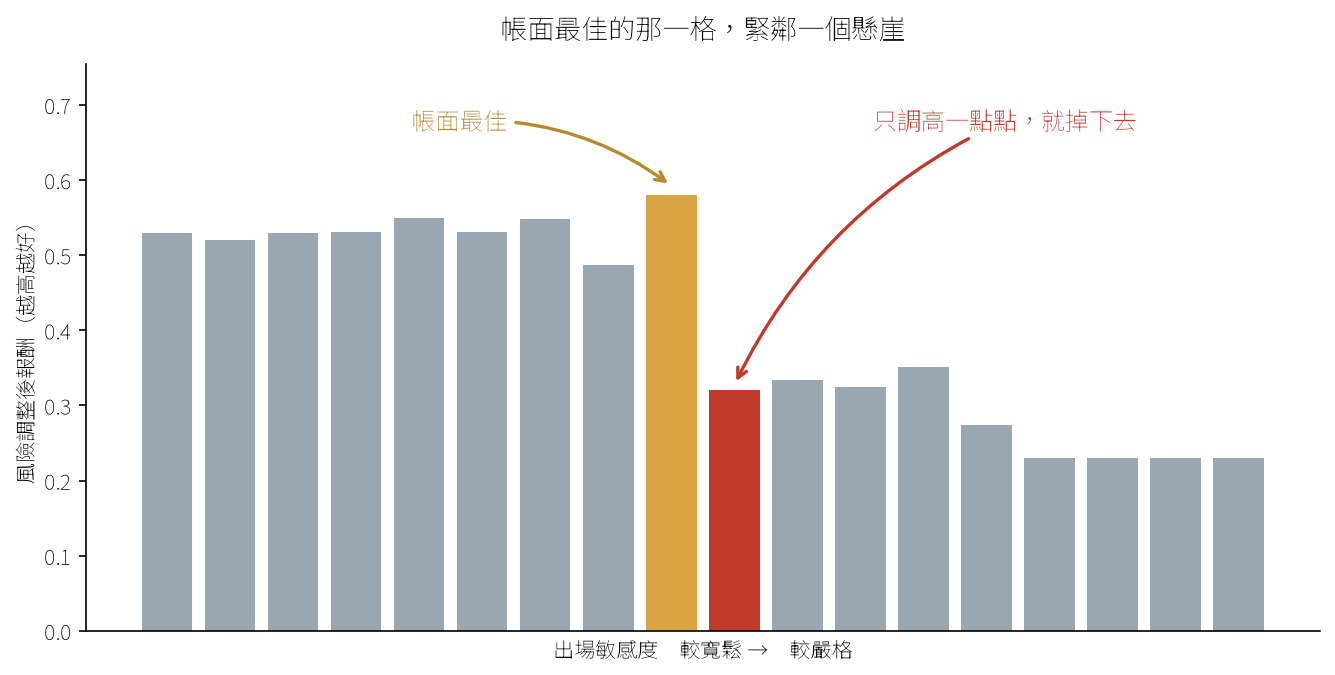 帳面最佳的那一格，緊鄰一個懸崖
帳面最佳
只調高一點點，就掉下去
風險調整後報酬（越高越好）
0.7
0.6
0.5
0.4
0.3
0.2
0.1
0.0
出場敏感度　較寬鬆 →　較嚴格